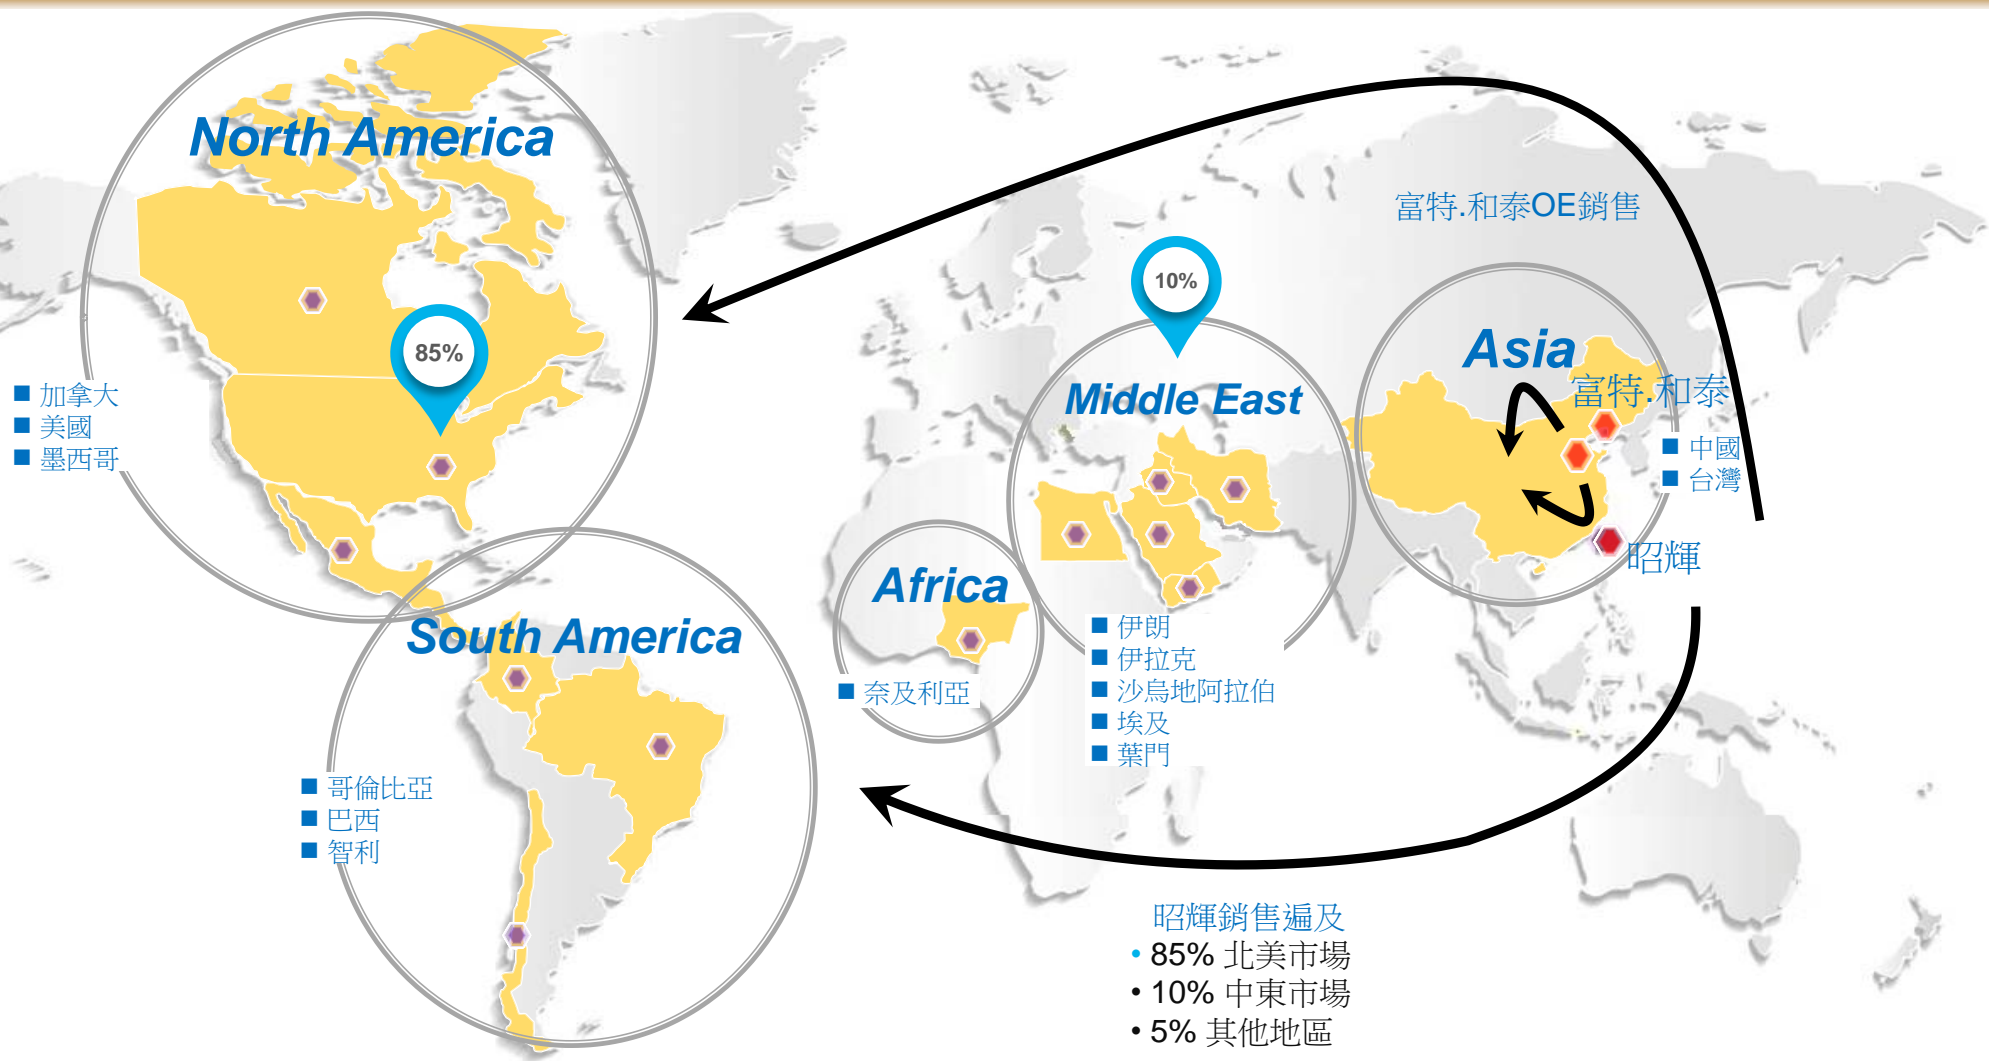 North America
富特.和泰OE銷售
10%
85%
Asia
富特.和泰
Middle East
■ 加拿大
■ 美國
■ 墨西哥
■ 中國
■ 台灣
昭輝
Africa
South America
■ 伊朗
■ 伊拉克
■ 沙烏地阿拉伯
■ 埃及
■ 葉門
■ 奈及利亞
■ 哥倫比亞
■ 巴西
■ 智利
昭輝銷售遍及
• 85% 北美市場
• 10% 中東市場
• 5% 其他地區